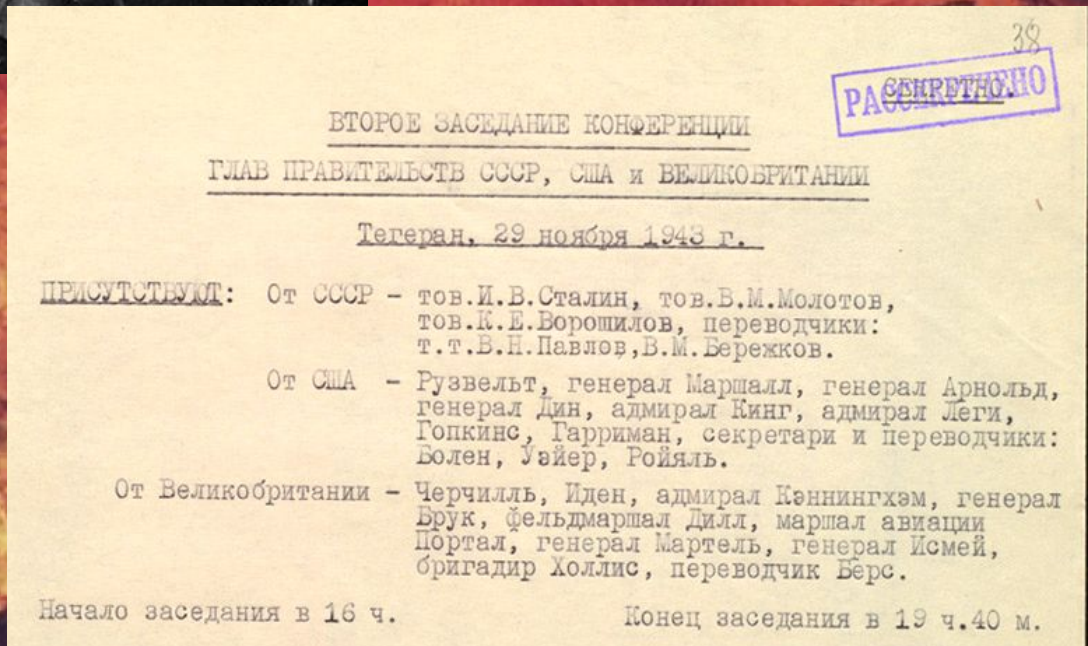 38
СЕКРЕТНО.
РАССЕКРЕЧЕНО
ВТОРОЕ ЗАСЕДАНИЕ КОНФЕРЕНЦИИ
ГЛАВ ПРАВИТЕЛЬСТВ СССР, США и ВЕЛИКОБРИТАНИИ
Тегеран, 29 ноября 1943 г.
ПРИСУТСТВУЮТ: От СССР – тов.И.В.Сталин, тов.В.М.Молотов,
тов.К.Е.Ворошилов, переводчики:
т.т.В.Н.Павлов,В.М.Бережков.
От США – Рузвельт, генерал Маршалл, генерал Арнольд,
генерал Дин, адмирал Кинг, адмирал Леги,
Гопкинс, Гарриман, секретари и переводчики:
Болен, Уэйер, Ройяль.
От Великобритании – Черчилль, Иден, адмирал Кэннингхэм, генерал
Брук, фельдмаршал Дилл, маршал авиации
Портал, генерал Мартель, генерал Исмей,
бригадир Холлис, переводчик Берс.
Начало заседания в 16 ч. Конец заседания в 19 ч.40 м.